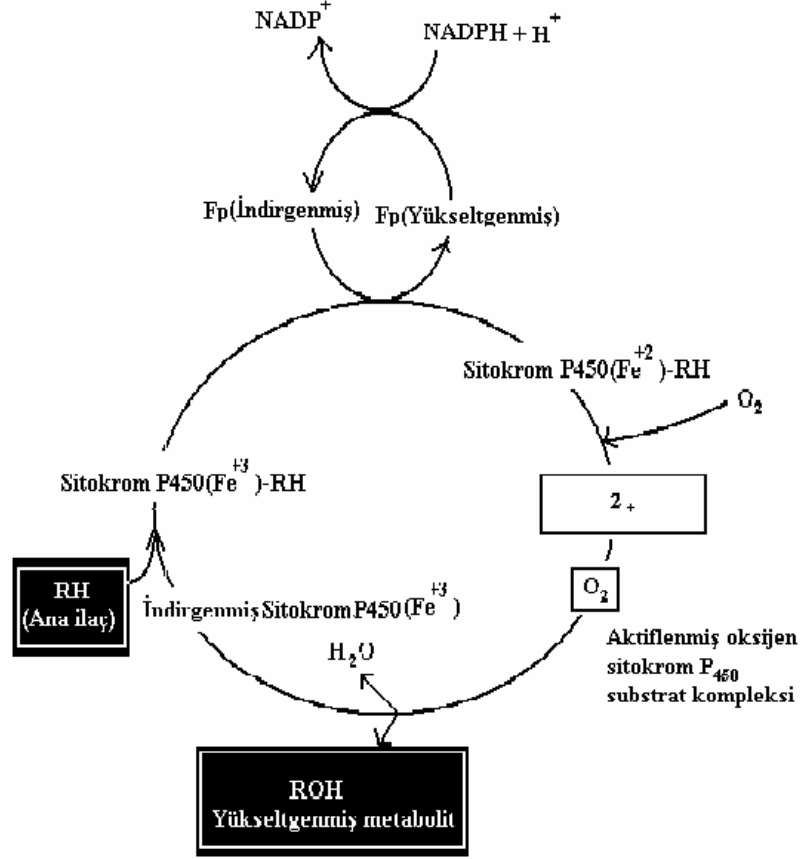 NADP+
NADPH + H+
Fp(İndirgenmiş)
Fp(Yükseltgenmiş)
Sitokrom P450(Fe+2)-RH
O2
Sitokrom P450(Fe+3)-RH
2 +
RH
(Ana ilaç)
İndirgenmiş Sitokrom P450(Fe+3)
O2
H2O
Aktiflenmiş oksijen
sitokrom P450
substrat kompleksi
ROH
Yükseltgenmiş metabolit